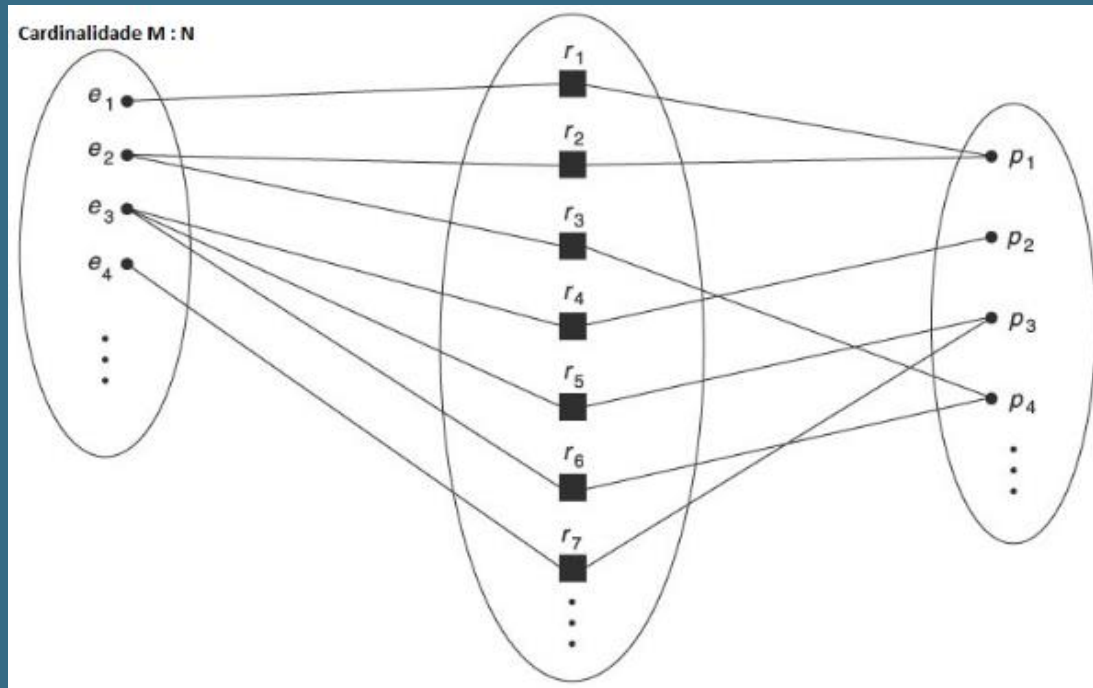 Cardinalidade M : N
e₁
e₂
e₃
e₄
r₁
r₂
r₃
r₄
r₅
r₆
r₇
p₁
p₂
p₃
p₄